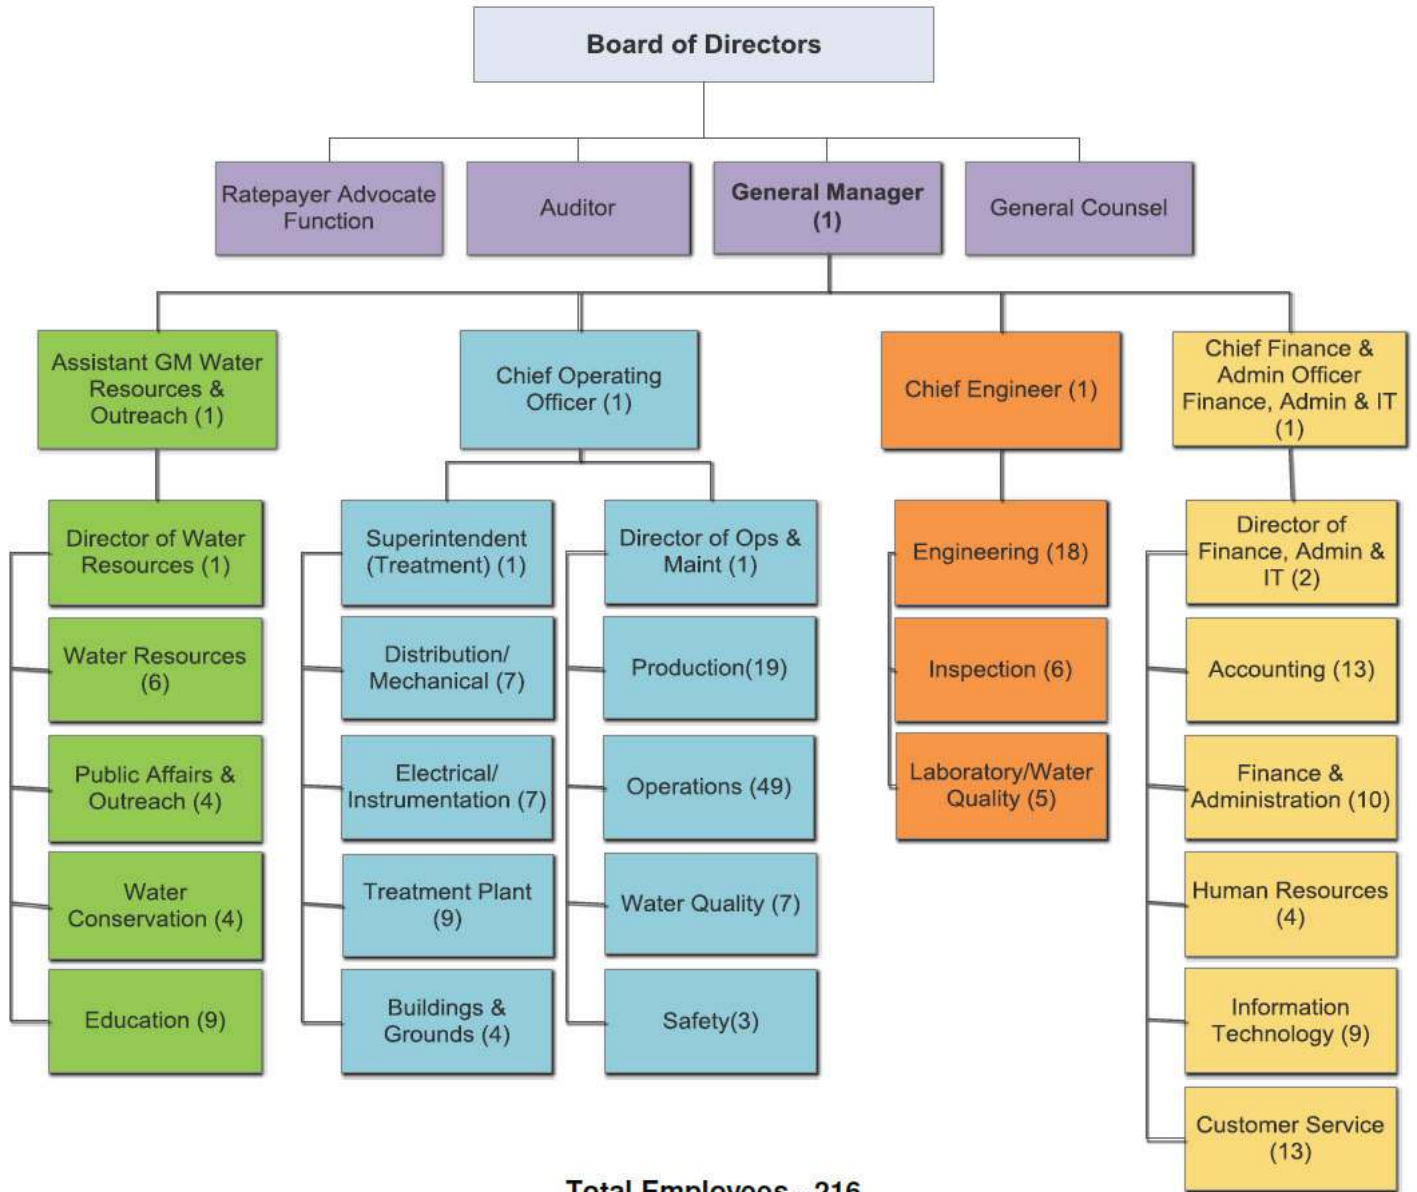 Board of Directors
Ratepayer Advocate
Function
Auditor
General Manager
(1)
General Counsel
Assistant GM Water
Resources &
Outreach (1)
Chief Operating
Officer (1)
Chief Engineer (1)
Chief Finance &
Admin Officer
Finance, Admin & IT
(1)
Director of Water
Resources (1)
Water Resources
(6)
Public Affairs &
Outreach (4)
Water
Conservation (4)
Education (9)
Superintendent
(Treatment) (1)
Distribution/
Mechanical (7)
Electrical/
Instrumentation (7)
Treatment Plant
(9)
Buildings &
Grounds (4)
Director of Ops &
Maint (1)
Production(19)
Operations (49)
Water Quality (7)
Safety(3)
Engineering (18)
Inspection (6)
Laboratory/Water
Quality (5)
Director of
Finance, Admin &
IT (2)
Accounting (13)
Finance &
Administration (10)
Human Resources
(4)
Information
Technology (9)
Customer Service
(13)
Total Employees 216